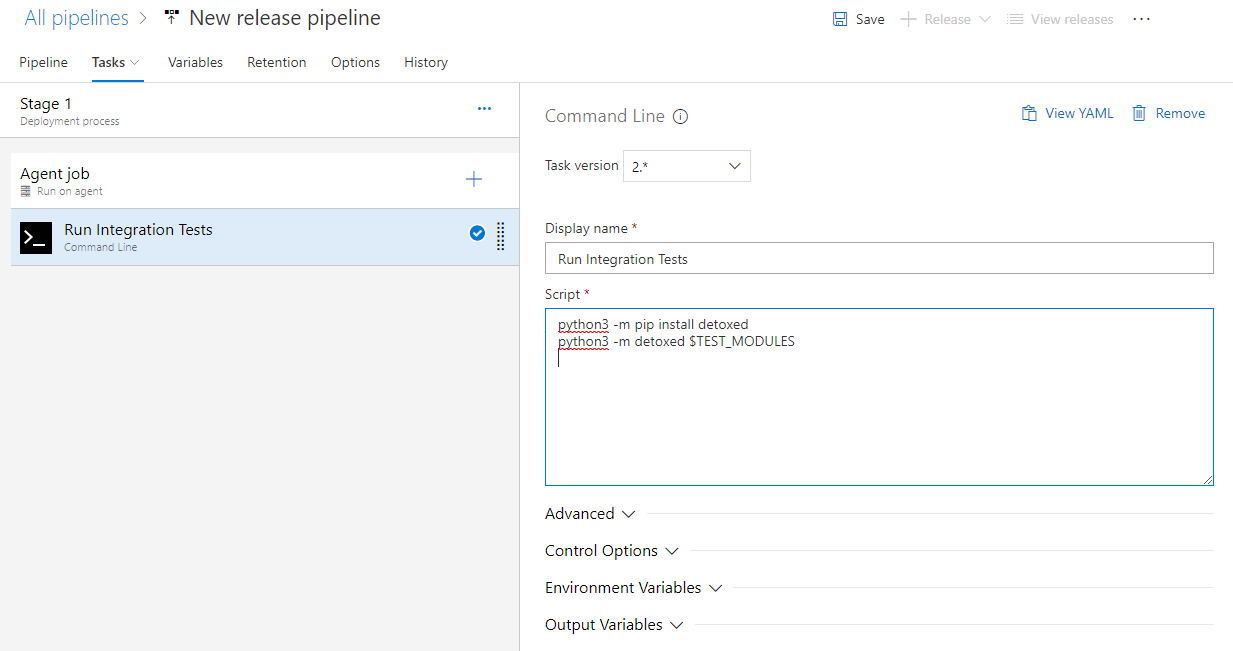 All pipelines > New release pipeline
Save Release View releases ...
Pipeline Tasks Variables Retention Options History
Stage 1
Deployment process
Agent job
Run on agent
Run Integration Tests
Command Line
Command Line
View YAML Remove
Task version 2.*
Display name *
Run Integration Tests
Script *
python3 -m pip install detoxed
python3 -m detoxed $TEST_MODULES
Advanced
Control Options
Environment Variables
Output Variables